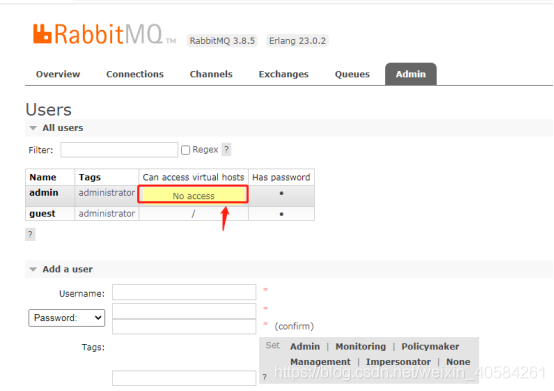 RabbitMQ TM RabbitMQ 3.8.5 Erlang 23.0.2
Overview Connections Channels Exchanges Queues Admin
Users
All users
Filter: Regex ?
Name Tags Can access virtual hosts Has password
admin administrator No access •
guest administrator / •
?
Add a user
Username: *
Password: *
* (confirm)
Tags: Set Admin | Monitoring | Policymaker
Management | Impersonator | None
?
https://blog.csdn.net/weixin_40584261